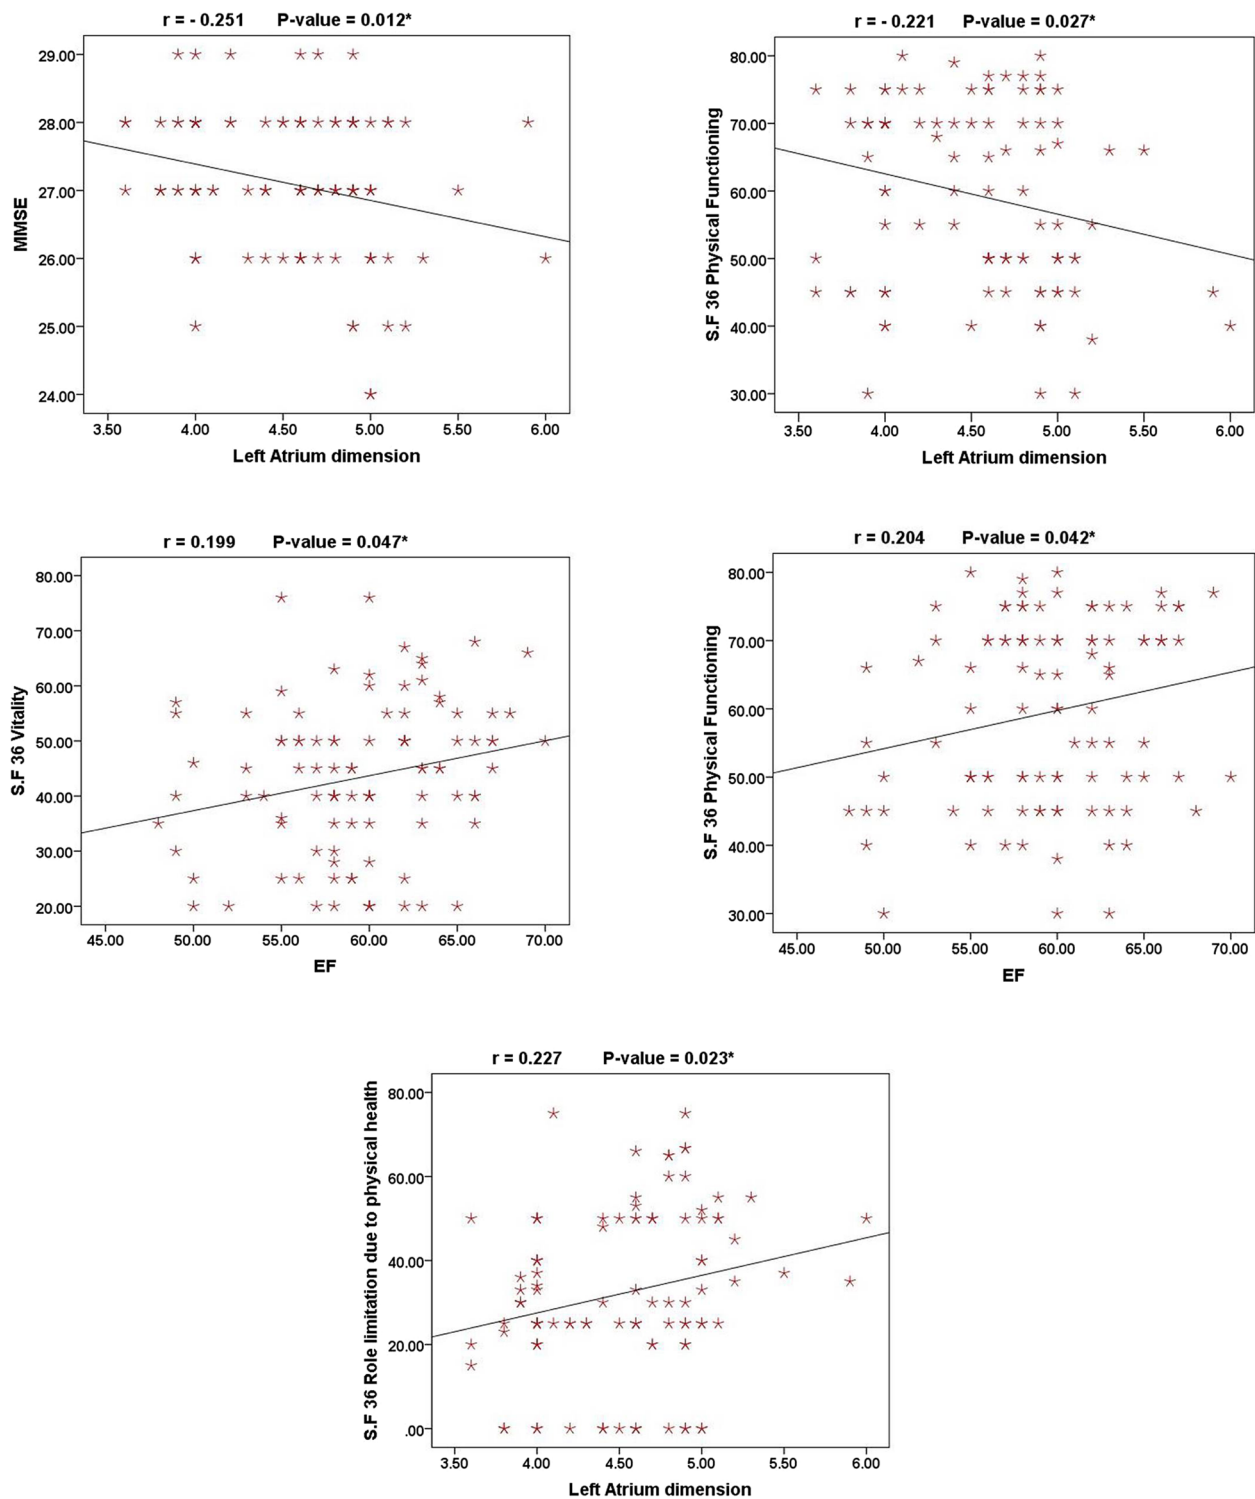 r = - 0.251 P-value = 0.012*
MMSE
29.00
28.00
27.00
26.00
25.00
24.00
3.50 4.00 4.50 5.00 5.50 6.00
Left Atrium dimension
r = - 0.221 P-value = 0.027*
S.F 36 Physical Functioning
80.00
70.00
60.00
50.00
40.00
30.00
3.50 4.00 4.50 5.00 5.50 6.00
Left Atrium dimension
r = 0.199 P-value = 0.047*
S.F 36 Vitality
80.00
70.00
60.00
50.00
40.00
30.00
20.00
45.00 50.00 55.00 60.00 65.00 70.00
EF
r = 0.204 P-value = 0.042*
S.F 36 Physical Functioning
80.00
70.00
60.00
50.00
40.00
30.00
45.00 50.00 55.00 60.00 65.00 70.00
EF
r = 0.227 P-value = 0.023*
S.F 36 Role limitation due to physical health
80.00
60.00
40.00
20.00
.00
3.50 4.00 4.50 5.00 5.50 6.00
Left Atrium dimension